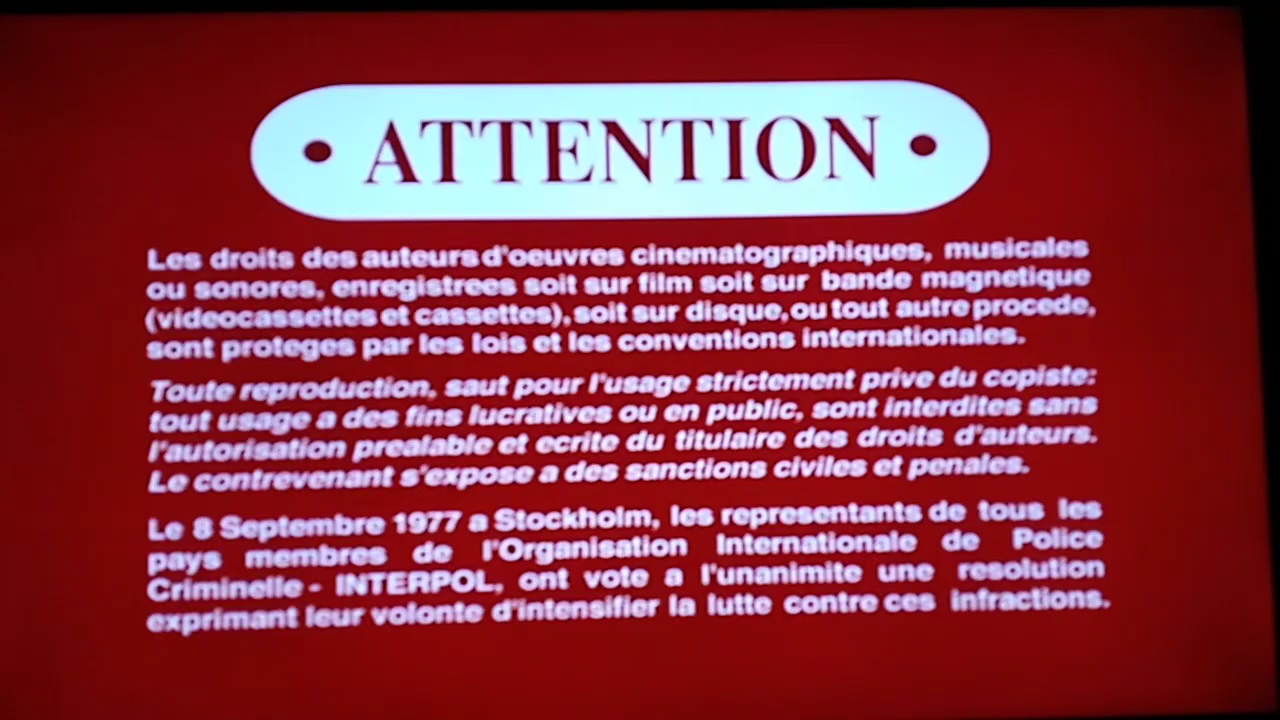 • ATTENTION •
Les droits des auteurs d'oeuvres cinematographiques, musicales
ou sonores, enregistrees soit sur film soit sur bande magnetique
(videocassettes et cassettes), soit sur disque, ou tout autre procede,
sont proteges par les lois et les conventions internationales.
Toute reproduction, saut pour l'usage strictement prive du copiste:
tout usage a des fins lucratives ou en public, sont interdites sans
l'autorisation prealable et ecrite du titulaire des droits d'auteurs.
Le contrevenant s'expose a des sanctions civiles et penales.
Le 8 Septembre 1977 a Stockholm, les representants de tous les
pays membres de l'Organisation Internationale de Police
Criminelle - INTERPOL, ont vote a l'unanimite une resolution
exprimant leur volonte d'intensifier la lutte contre ces infractions.